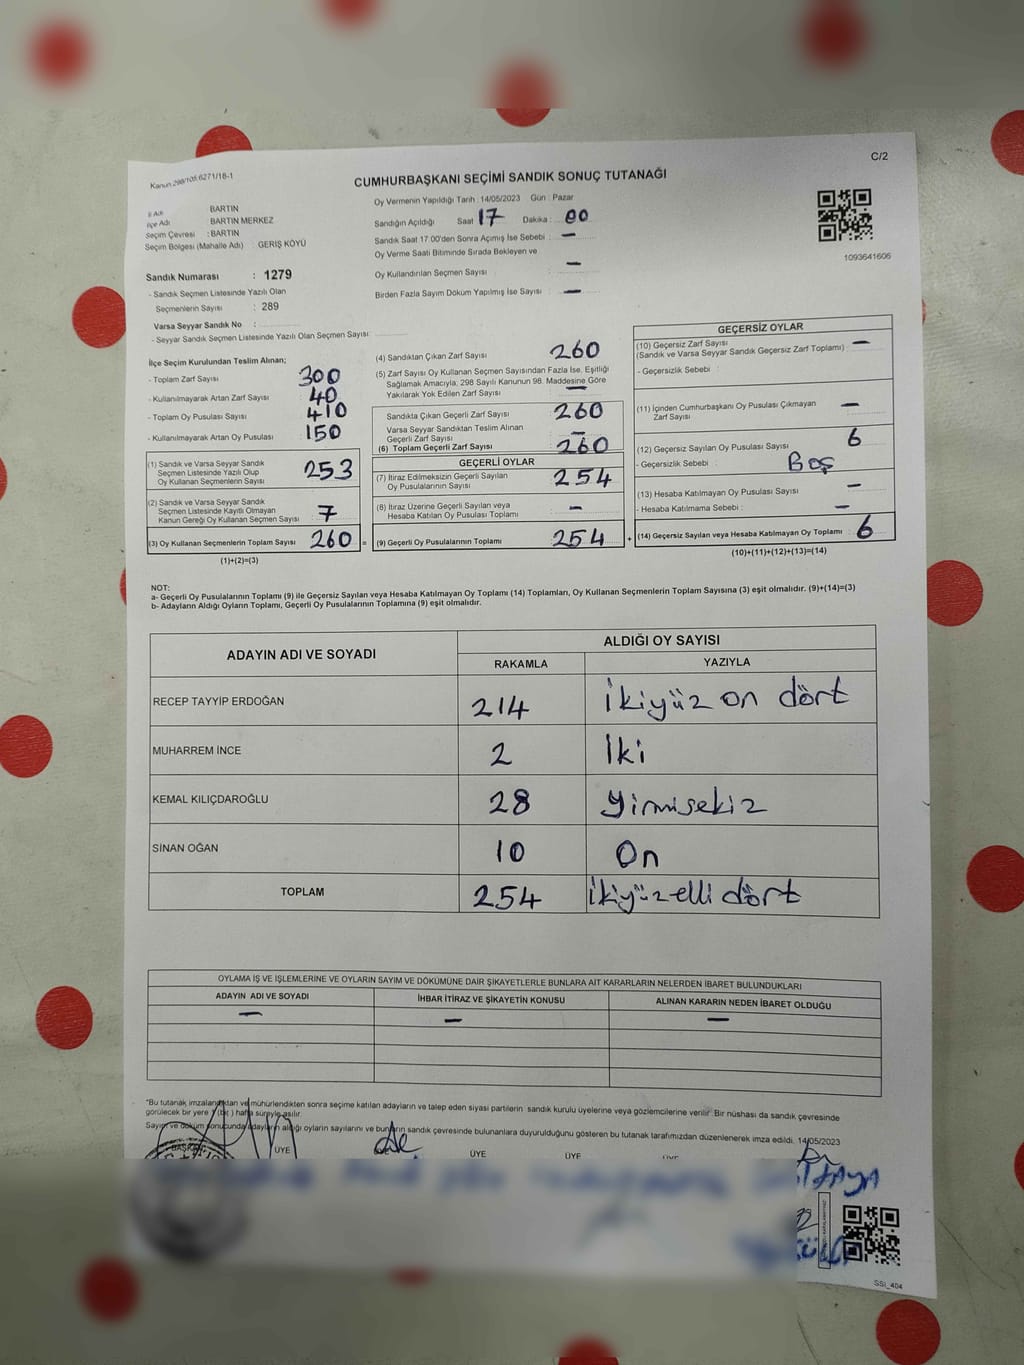 C/2
Kanun 298/105 6271/18-1
CUMHURBAŞKANI SEÇİMİ SANDIK SONUÇ TUTANAĞI
İl Adı BARTIN
İlçe Adı BARTIN MERKEZ
Seçim Çevresi : BARTIN
Seçim Bölgesi (Mahalle Adı) : GERİŞ KÖYÜ
Sandık Numarası : 1279
- Sandık Seçmen Listesinde Yazılı Olan
Seçmenlerin Sayısı : 289
Varsa Seyyar Sandık No :
- Seyyar Sandık Seçmen Listesinde Yazılı Olan Seçmen Sayısı:
Oy Vermenin Yapıldığı Tarih :14/05/2023 Gün : Pazar
Sandığın Açıldığı Saat 17 Dakika : 00
Sandık Saat 17.00'den Sonra Açımış İse Sebebi : —
Oy Verme Saati Bitiminde Sırada Bekleyen ve
Oy Kullandırılan Seçmen Sayısı : —
Birden Fazla Sayım Döküm Yapılmış İse Sayısı : —
1093641606
İlçe Seçim Kurulundan Teslim Alınan;
- Toplam Zarf Sayısı 300
- Kullanılmayarak Artan Zarf Sayısı 40
- Toplam Oy Pusulası Sayısı 410
- Kullanılmayarak Artan Oy Pusulası 150
(1) Sandık ve Varsa Seyyar Sandık
Seçmen Listesinde Yazılı Olup
Oy Kullanan Seçmenlerin Sayısı 253
(2) Sandık ve Varsa Seyyar Sandık
Seçmen Listesinde Kayıtlı Olmayan
Kanun Gereği Oy Kullanan Seçmen Sayısı 7
(3) Oy Kullanan Seçmenlerin Toplam Sayısı 260 =
(1)+(2)=(3)
(4) Sandıktan Çıkan Zarf Sayısı 260
(5) Zarf Sayısı Oy Kullanan Seçmen Sayısından Fazla İse, Eşitliği
Sağlamak Amacıyla; 298 Sayılı Kanunun 98. Maddesine Göre
Yakılarak Yok Edilen Zarf Sayısı —
Sandıkta Çıkan Geçerli Zarf Sayısı 260
Varsa Seyyar Sandıktan Teslim Alınan
Geçerli Zarf Sayısı —
(6) Toplam Geçerli Zarf Sayısı 260
GEÇERLİ OYLAR
(7) İtiraz Edilmeksizin Geçerli Sayılan
Oy Pusulalarının Sayısı 254
(8) İtiraz Üzerine Geçerli Sayılan veya
Hesaba Katılan Oy Pusulası Toplamı —
(9) Geçerli Oy Pusulalarının Toplamı 254 +
GEÇERSİZ OYLAR
(10) Geçersiz Zarf Sayısı —
(Sandık ve Varsa Seyyar Sandık Geçersiz Zarf Toplamı)
- Geçersizlik Sebebi :
(11) İçinden Cumhurbaşkanı Oy Pusulası Çıkmayan
Zarf Sayısı —
(12) Geçersiz Sayılan Oy Pusulası Sayısı 6
- Geçersizlik Sebebi : Boş
(13) Hesaba Katılmayan Oy Pusulası Sayısı —
- Hesaba Katılmama Sebebi : —
(14) Geçersiz Sayılan veya Hesaba Katılmayan Oy Toplamı : 6
(10)+(11)+(12)+(13)=(14)
NOT:
a- Geçerli Oy Pusulalarının Toplamı (9) ile Geçersiz Sayılan veya Hesaba Katılmayan Oy Toplamı (14) Toplamları, Oy Kullanan Seçmenlerin Toplam Sayısına (3) eşit olmalıdır. (9)+(14)=(3)
b- Adayların Aldığı Oyların Toplamı, Geçerli Oy Pusulalarının Toplamına (9) eşit olmalıdır.
ADAYIN ADI VE SOYADI ALDIĞI OY SAYISI
RAKAMLA YAZIYLA
RECEP TAYYİP ERDOĞAN 214 İkiyüz on dört
MUHARREM İNCE 2 İki
KEMAL KILIÇDAROĞLU 28 Yirmisekiz
SİNAN OĞAN 10 On
TOPLAM 254 İkiyüzelli dört
OYLAMA İŞ VE İŞLEMLERİNE VE OYLARIN SAYIM VE DÖKÜMÜNE DAİR ŞİKAYETLERLE BUNLARA AİT KARARLARIN NELERDEN İBARET BULUNDUKLARI
ADAYIN ADI VE SOYADI İHBAR İTİRAZ VE ŞİKAYETİN KONUSU ALINAN KARARIN NEDEN İBARET OLDUĞU
— — —
"Bu tutanak imzalandıktan ve mühürlendikten sonra seçime katılan adayların ve talep eden siyasi partilerin sandık kurulu üyelerine veya gözlemcilerine verilir. Bir nüshası da sandık çevresinde
görülecek bir yere 1 (bir) hafta süreyle asılır.
Sayım ve döküm sonucunda adayların aldığı oyların sayılarını ve bunların sandık çevresinde bulunanlara duyurulduğunu gösteren bu tutanak tarafımızdan düzenlenerek imza edildi. 14/05/2023
BAŞKAN ÜYE ÜYE ÜYE ÜYE
SSİ_404